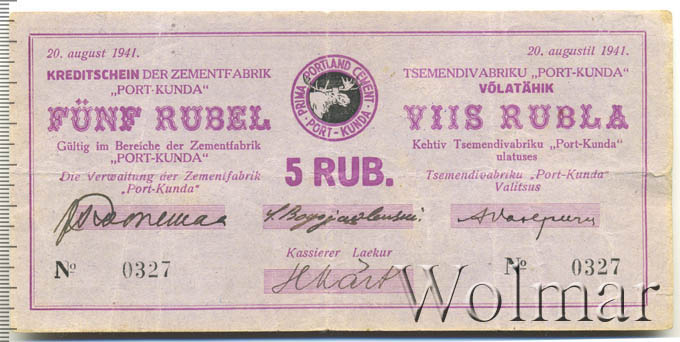 20. august 1941.
KREDITSCHEIN DER ZEMENTFABRIK
„PORT-KUNDA“
FÜNF RUBEL
Gültig im Bereiche der Zementfabrik
„PORT-KUNDA“
Die Verwaltung der Zementfabrik
„Port-Kunda“
PRIMA PORTLAND CEMENT
PORT-KUNDA
5 RUB.
20. augustil 1941.
TSEMENDIVABRIKU „PORT-KUNDA“
VÕLATÄHIK
VIIS RUBLA
Kehtiv Tsemendivabriku „Port-Kunda“
ulatuses
Tsemendivabriku „Port-Kunda“
Valitsus
Kassierer Laekur
№ 0327
№ 0327
Wolmar